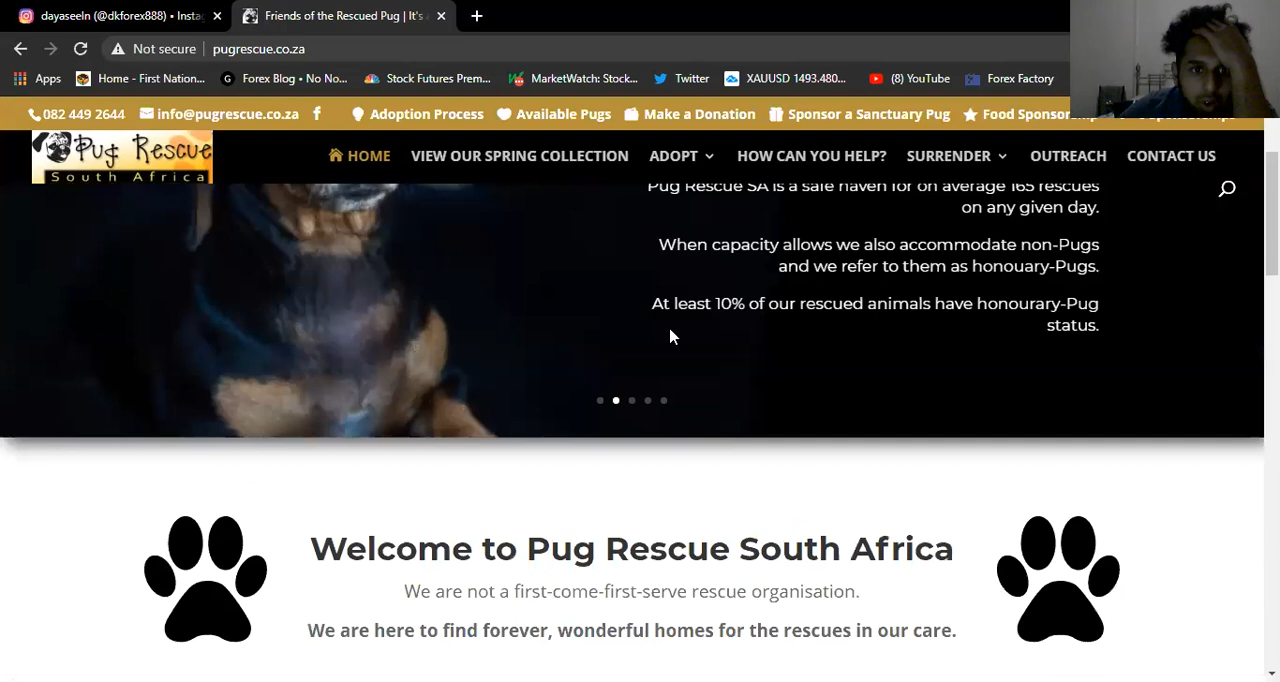 dayaseeln (@dkforex888) • Insta
Friends of the Rescued Pug | It's
Not secure
pugrescue.co.za
Apps
Home - First Nation...
Forex Blog • No No...
Stock Futures Prem...
MarketWatch: Stock...
Twitter
XAUUSD 1493.480...
(8) YouTube
Forex Factory
082 449 2644
info@pugrescue.co.za
Adoption Process
Available Pugs
Make a Donation
Sponsor a Sanctuary Pug
Food Sponsorship
Pug Rescue
South Africa
HOME
VIEW OUR SPRING COLLECTION
ADOPT
HOW CAN YOU HELP?
SURRENDER
OUTREACH
CONTACT US
Pug Rescue SA is a safe haven for on average 165 rescues
on any given day.
When capacity allows we also accommodate non-Pugs
and we refer to them as honouary-Pugs.
At least 10% of our rescued animals have honourary-Pug
status.
Welcome to Pug Rescue South Africa
We are not a first-come-first-serve rescue organisation.
We are here to find forever, wonderful homes for the rescues in our care.